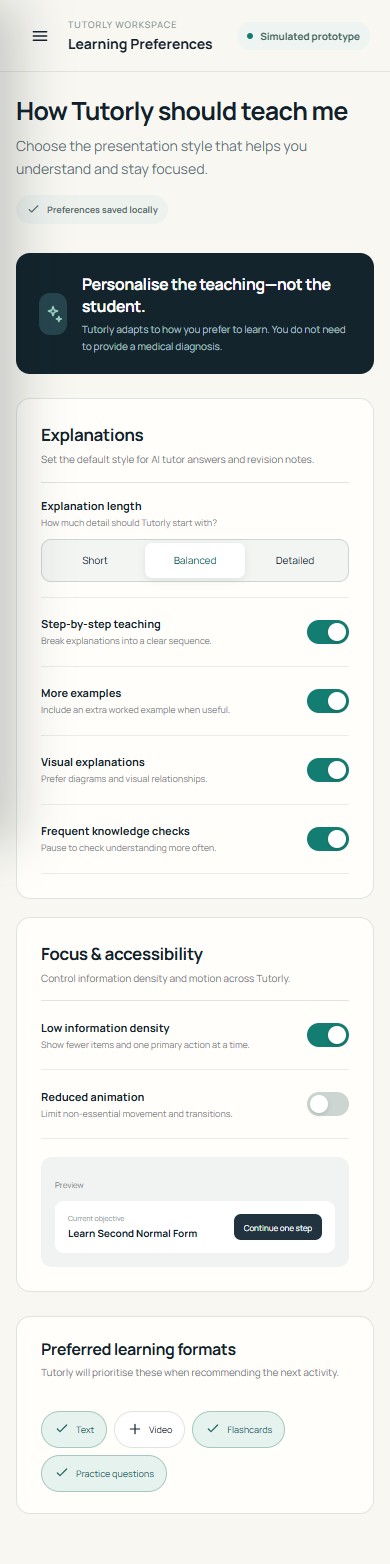 TUTORLY WORKSPACE
Learning Preferences
Simulated prototype
How Tutorly should teach me
Choose the presentation style that helps you
understand and stay focused.
Preferences saved locally
Personalise the teaching—not the
student.
Tutorly adapts to how you prefer to learn. You do not need
to provide a medical diagnosis.
Explanations
Set the default style for AI tutor answers and revision notes.
Explanation length
How much detail should Tutorly start with?
Short
Balanced
Detailed
Step-by-step teaching
Break explanations into a clear sequence.
More examples
Include an extra worked example when useful.
Visual explanations
Prefer diagrams and visual relationships.
Frequent knowledge checks
Pause to check understanding more often.
Focus & accessibility
Control information density and motion across Tutorly.
Low information density
Show fewer items and one primary action at a time.
Reduced animation
Limit non-essential movement and transitions.
Preview
Current objective
Learn Second Normal Form
Continue one step
Preferred learning formats
Tutorly will prioritise these when recommending the next activity.
Text
Video
Flashcards
Practice questions